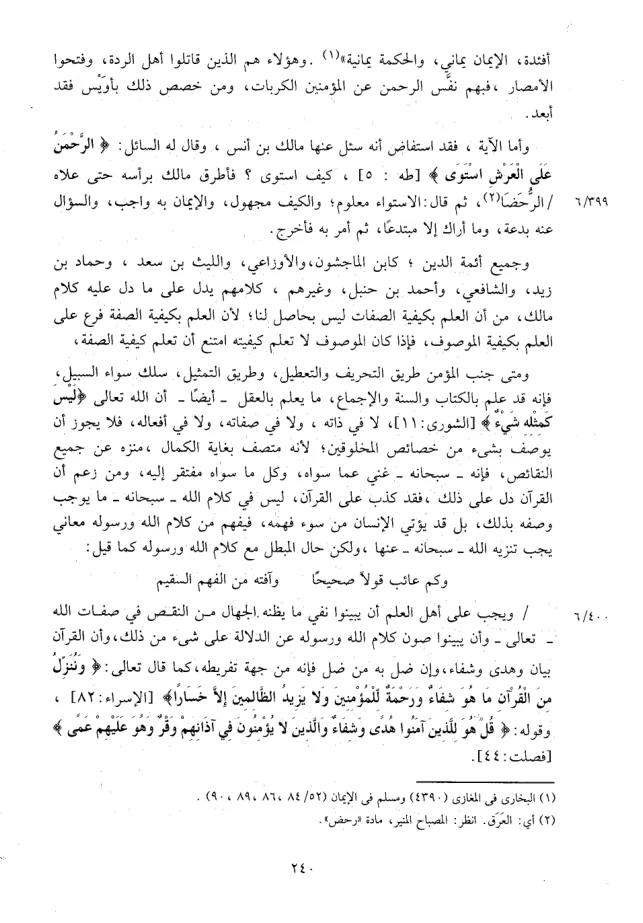 أفئدة، الإيمان يماني، والحكمة يمانية»(١). وهؤلاء هم الذين قاتلوا أهل الردة، وفتحوا
الأمصار ،فبهم نفَّس الرحمن عن المؤمنين الكربات، ومن خصص ذلك بأوَيْس فقد
أبعد.
وأما الآية ، فقد استفاض أنه سئل عنها مالك بن أنس ، وقال له السائل: ﴿ الرَّحْمَنُ
عَلَى الْعَرْشِ اسْتَوَى ﴾ [طه : ٥] ، كيف استوى ؟ فأطرق مالك برأسه حتى علاه
/ الرُّحَضَا(٢)، ثم قال: الاستواء معلوم؛ والكيف مجهول، والإيمان به واجب، والسؤال ٦/٣٩٩
عنه بدعة، وما أراك إلا مبتدعًا، ثم أمر به فأخرج.
وجميع أئمة الدين ؛ كابن الماجشون،والأوزاعي، والليث بن سعد ، وحماد بن
زيد، والشافعي، وأحمد بن حنبل، وغيرهم ، كلامهم يدل على ما دل عليه كلام
مالك، من أن العلم بكيفية الصفات ليس بحاصل لنا؛ لأن العلم بكيفية الصفة فرع على
العلم بكيفية الموصوف، فإذا كان الموصوف لا تعلم كيفيته امتنع أن تعلم كيفية الصفة،
ومتى جنب المؤمن طريق التحريف والتعطيل، وطريق التمثيل، سلك سواء السبيل،
فإنه قد علم بالكتاب والسنة والإجماع، ما يعلم بالعقل ـ أيضًا ـ أن الله تعالى ﴿لَيْسَ
كَمِثْلِهِ شَيْءٌ ﴾ [الشورى:١١]، لا في ذاته ، ولا في صفاته، ولا في أفعاله، فلا يجوز أن
يوصف بشىء من خصائص المخلوقين؛ لأنه متصف بغاية الكمال ،منزه عن جميع
النقائص، فإنه ـ سبحانه ـ غني عما سواه، وكل ما سواه مفتقر إليه، ومن زعم أن
القرآن دل على ذلك ،فقد كذب على القرآن، ليس في كلام الله ـ سبحانه ـ ما يوجب
وصفه بذلك، بل قد يؤتي الإنسان من سوء فهمه، فيفهم من كلام الله ورسوله معاني
يجب تنزيه الله ـ سبحانه ـ عنها ،ولكن حال المبطل مع كلام الله ورسوله كما قيل:
وكم عائب قولاً صحيحًا وآفته من الفهم السقيم
/ ويجب على أهل العلم أن يبينوا نفي ما يظنه الجهال من النقص في صفات الله ٦/٤٠٠
ـ تعالى ـ وأن يبينوا صون كلام الله ورسوله عن الدلالة على شىء من ذلك،وأن القرآن
بيان وهدى وشفاء،وإن ضل به من ضل فإنه من جهة تفريطه،كما قال تعالى:﴿ وَنُنَزِّلُ
مِنَ الْقُرْآنِ مَا هُوَ شِفَاءٌ وَرَحْمَةٌ لِّلْمُؤْمِنِينَ وَلا يَزِيدُ الظَّالِمِينَ إِلاَّ خَسَارًا﴾ [الإسراء:٨٢] ،
وقوله:﴿ قُلْ هُوَ لِلَّذِينَ آمَنُوا هُدًى وَشِفَاءٌ وَالَّذِينَ لا يُؤْمِنُونَ فِي آذَانِهِمْ وَقْرٌ وَهُوَ عَلَيْهِمْ عَمًى ﴾
[فصلت:٤٤].
(١) البخارى فى المغازى (٤٣٩٠) ومسلم فى الإيمان (٨٤/٥٢، ٨٦، ٨٩، ٩٠) .
(٢) أي: العَرَق. انظر: المصباح المنير، مادة «رحض».
٢٤٠